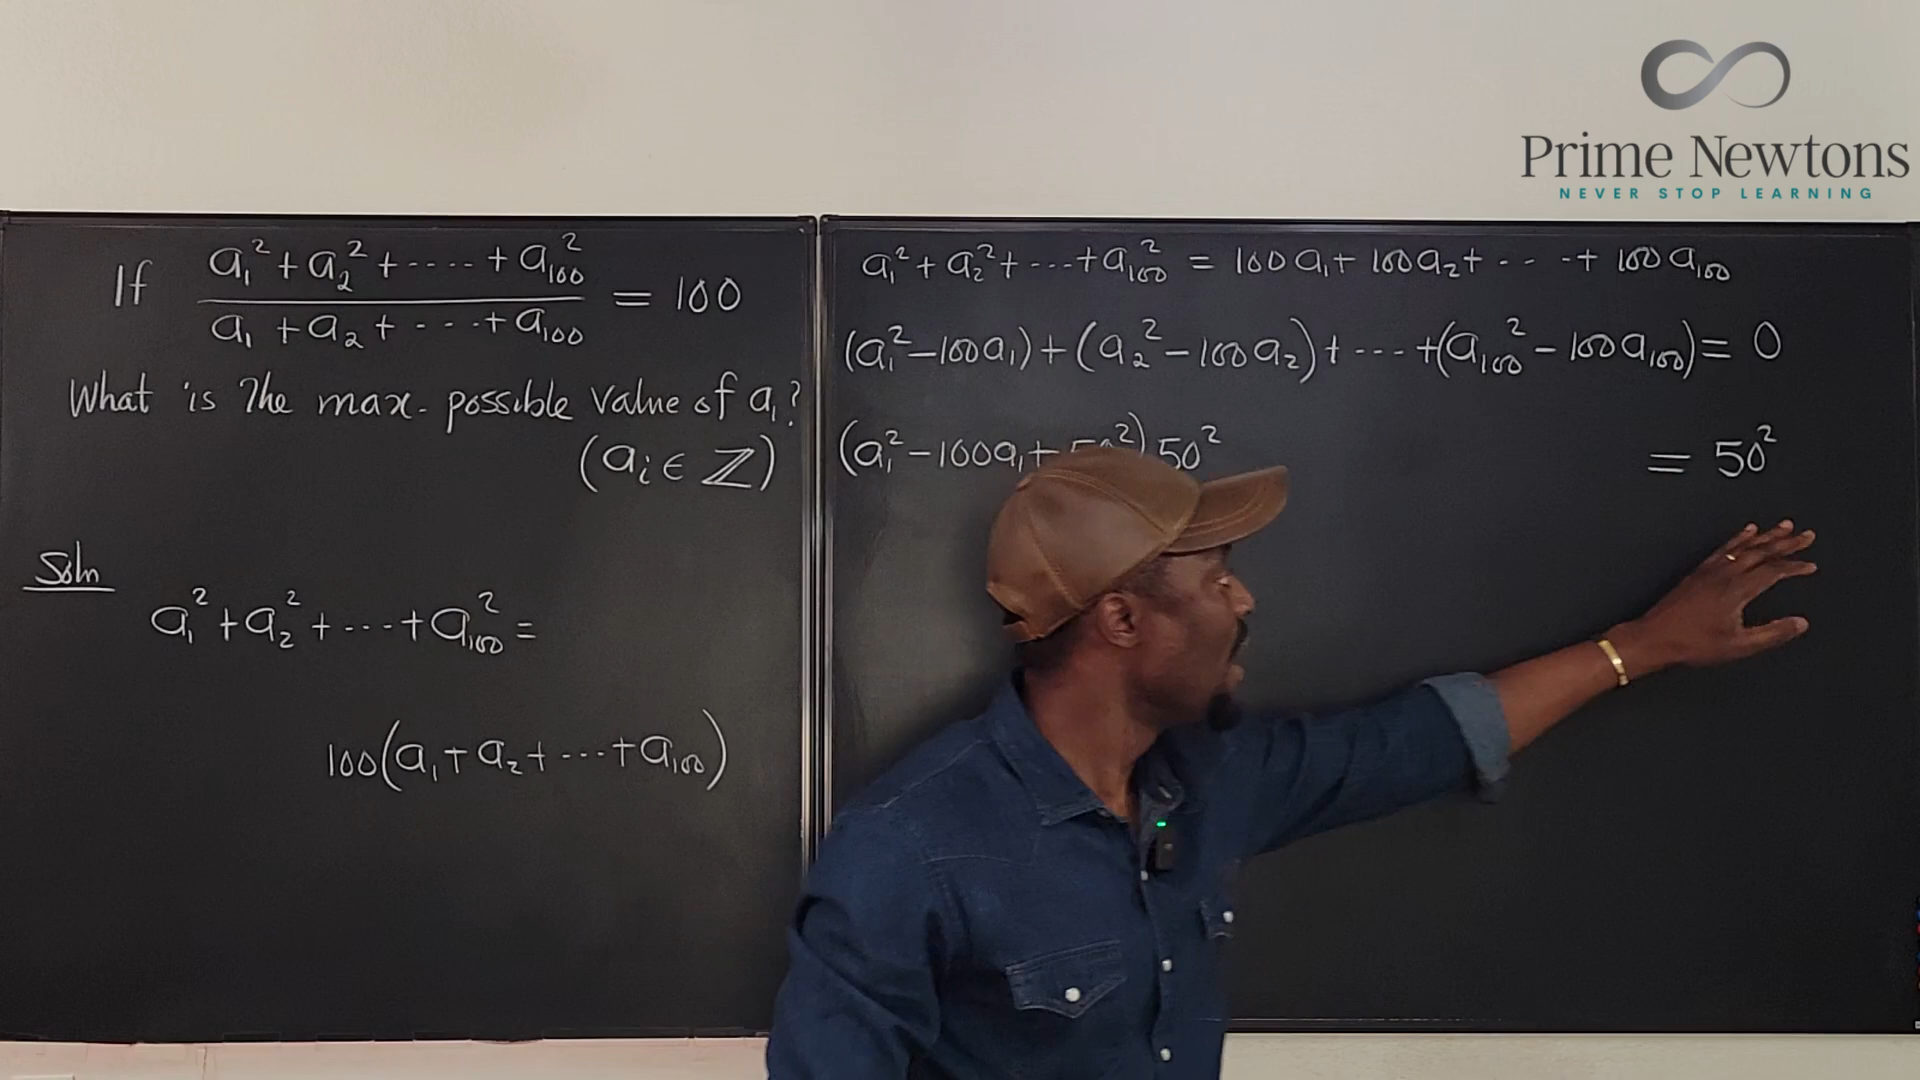 Prime Newtons
NEVER STOP LEARNING
If (a₁² + a₂² + ---- + a₁₀₀²) / (a₁ + a₂ + ---- + a₁₀₀) = 100
What is The max. possible value of a₁?
(aᵢ ∈ ℤ)
Soln
a₁² + a₂² + ---- + a₁₀₀² =
100(a₁ + a₂ + ---- + a₁₀₀)
a₁² + a₂² + ---- + a₁₀₀² = 100a₁ + 100a₂ + ---- + 100a₁₀₀
(a₁² - 100a₁) + (a₂² - 100a₂) + ---- + (a₁₀₀² - 100a₁₀₀) = 0
(a₁² - 100a₁ + 50²) 50² = 50²